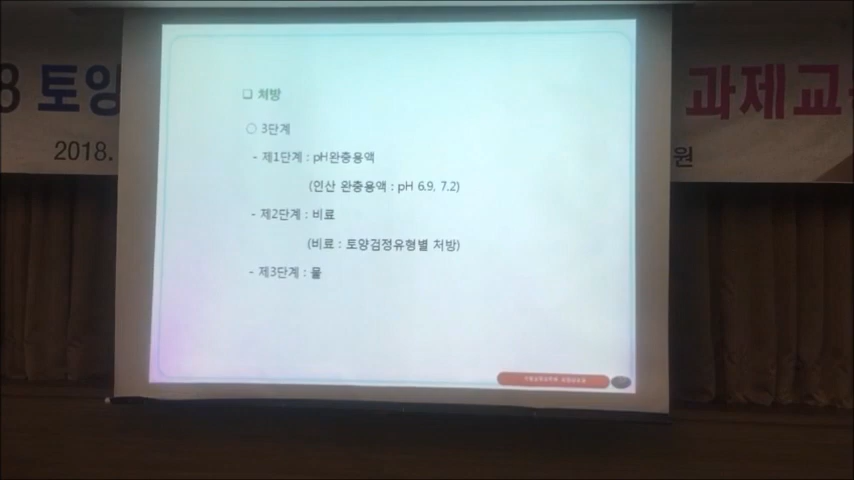 8 토양
과제교
2018.
원
❑ 처방
○ 3단계
- 제1단계 : pH완충용액
(인산 완충용액 : pH 6.9, 7.2)
- 제2단계 : 비료
(비료 : 토양검정유형별 처방)
- 제3단계 : 물